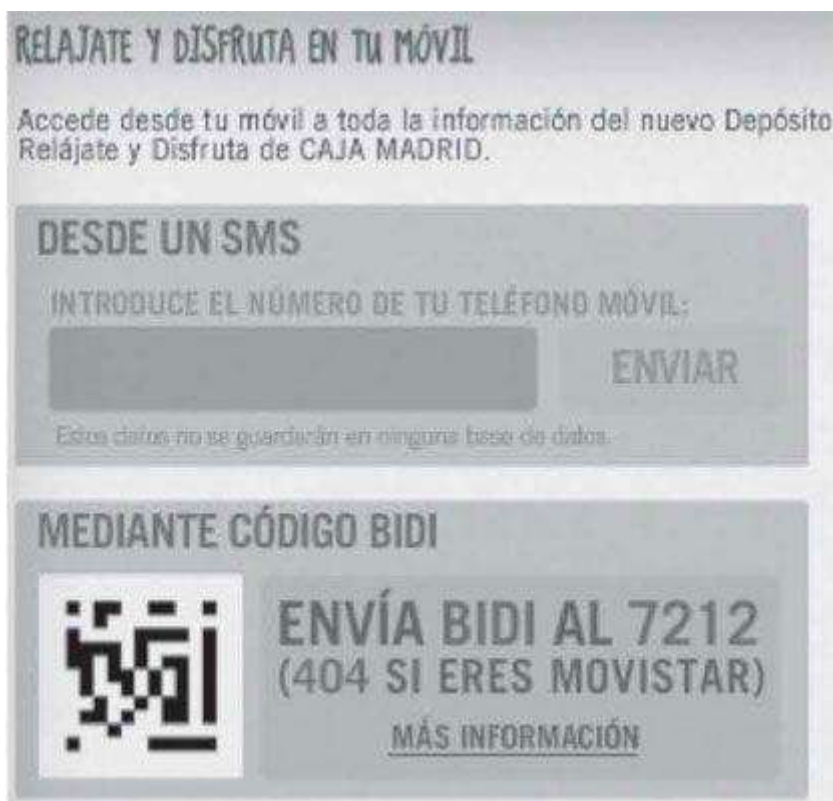 RELAJATE Y DISFRUTA EN TU MÓVIL
Accede desde tu móvil a toda la información del nuevo Depósito
Relájate y Disfruta de CAJA MADRID.
DESDE UN SMS
INTRODUCE EL NÚMERO DE TU TELÉFONO MÓVIL:
ENVIAR
Estos datos no se guardarán en ninguna base de datos.
MEDIANTE CÓDIGO BIDI
ENVÍA BIDI AL 7212
(404 SI ERES MOVISTAR)
MÁS INFORMACIÓN